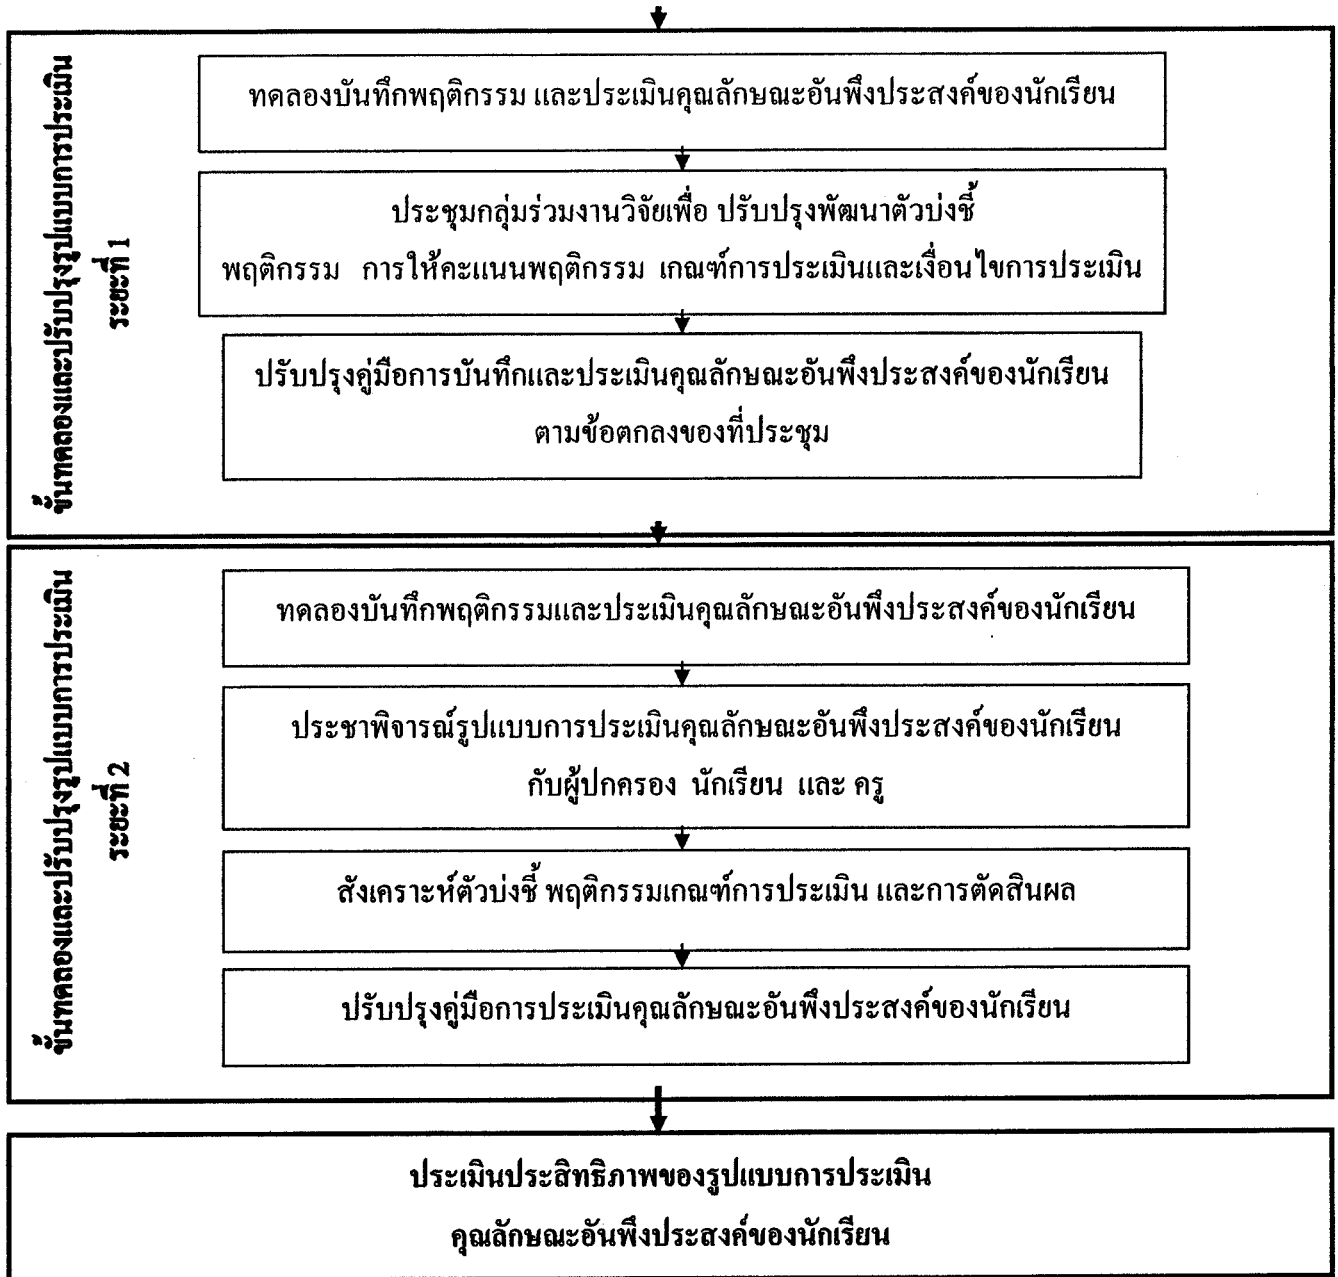 ขั้นทดลองและปรับปรุงรูปแบบการประเมิน
ระยะที่ 1
ทดลองบันทึกพฤติกรรม และประเมินคุณลักษณะอันพึงประสงค์ของนักเรียน
ประชุมกลุ่มร่วมงานวิจัยเพื่อ ปรับปรุงพัฒนาตัวบ่งชี้
พฤติกรรม การให้คะแนนพฤติกรรม เกณฑ์การประเมินและเงื่อนไขการประเมิน
ปรับปรุงคู่มือการบันทึกและประเมินคุณลักษณะอันพึงประสงค์ของนักเรียน
ตามข้อตกลงของที่ประชุม
ขั้นทดลองและปรับปรุงรูปแบบการประเมิน
ระยะที่ 2
ทดลองบันทึกพฤติกรรมและประเมินคุณลักษณะอันพึงประสงค์ของนักเรียน
ประชาพิจารณ์รูปแบบการประเมินคุณลักษณะอันพึงประสงค์ของนักเรียน
กับผู้ปกครอง นักเรียน และ ครู
สังเคราะห์ตัวบ่งชี้ พฤติกรรมเกณฑ์การประเมิน และการตัดสินผล
ปรับปรุงคู่มือการประเมินคุณลักษณะอันพึงประสงค์ของนักเรียน
ประเมินประสิทธิภาพของรูปแบบการประเมิน
คุณลักษณะอันพึงประสงค์ของนักเรียน